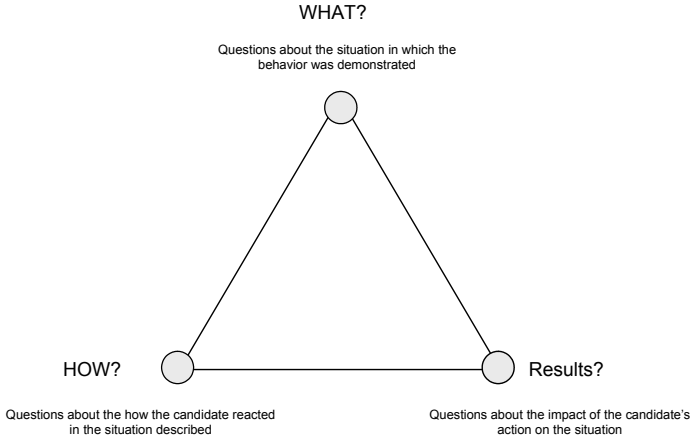 WHAT?
Questions about the situation in which the
behavior was demonstrated
HOW?
Results?
Questions about the how the candidate reacted
in the situation described
Questions about the impact of the candidate's
action on the situation